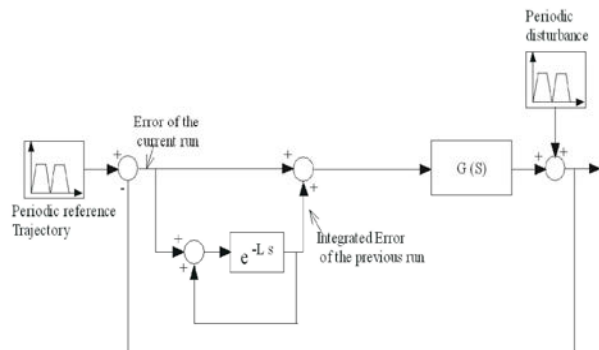 Periodic
disturbance
Error of the
current run
+
+
-
+
+
G (S)
+
+
Periodic reference
Trajectory
+
+
e^-L s
Integrated Error
of the previous run